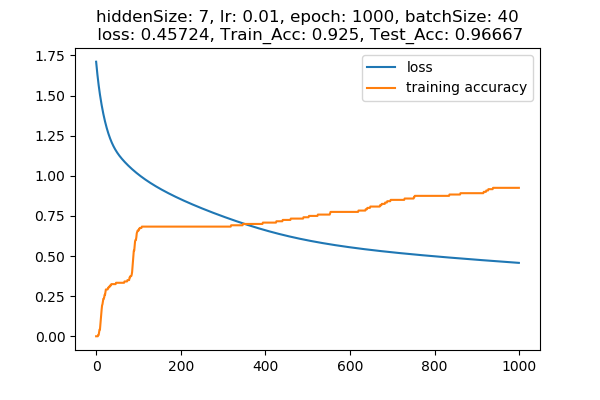 hiddenSize: 7, lr: 0.01, epoch: 1000, batchSize: 40
loss: 0.45724, Train_Acc: 0.925, Test_Acc: 0.96667
loss
training accuracy
1.75
1.50
1.25
1.00
0.75
0.50
0.25
0.00
0 200 400 600 800 1000